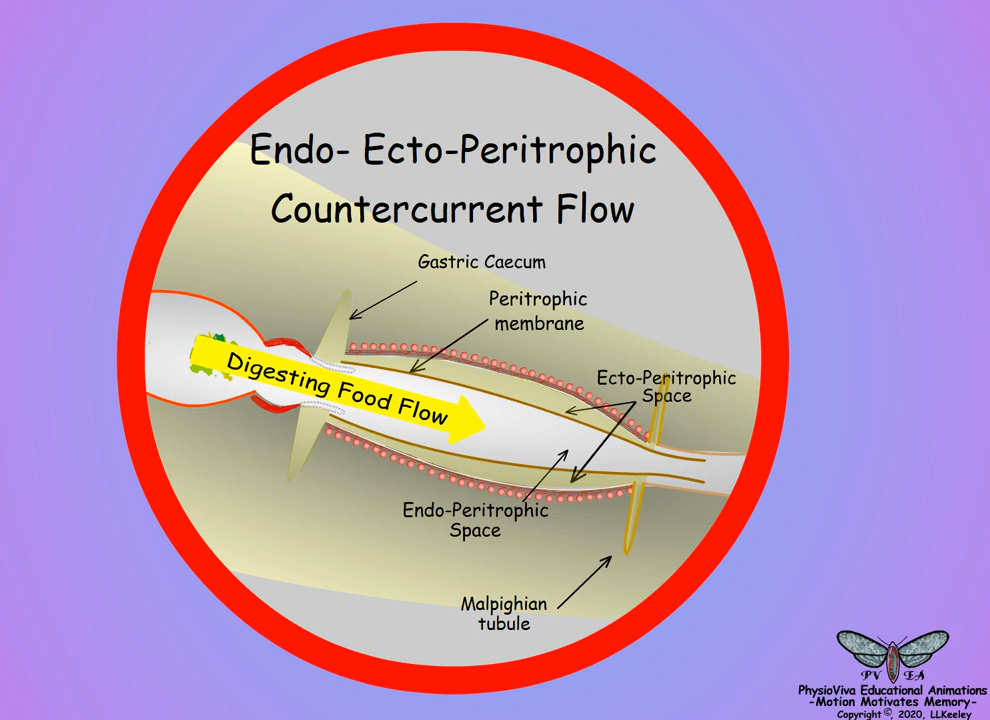 Endo- Ecto-Peritrophic
Countercurrent Flow
Gastric Caecum
Peritrophic
membrane
Digesting Food Flow
Ecto-Peritrophic
Space
Endo-Peritrophic
Space
Malpighian
tubule
PV EA
PhysioViva Educational Animations
-Motion Motivates Memory-
Copyright ©, 2020, LLKeeley